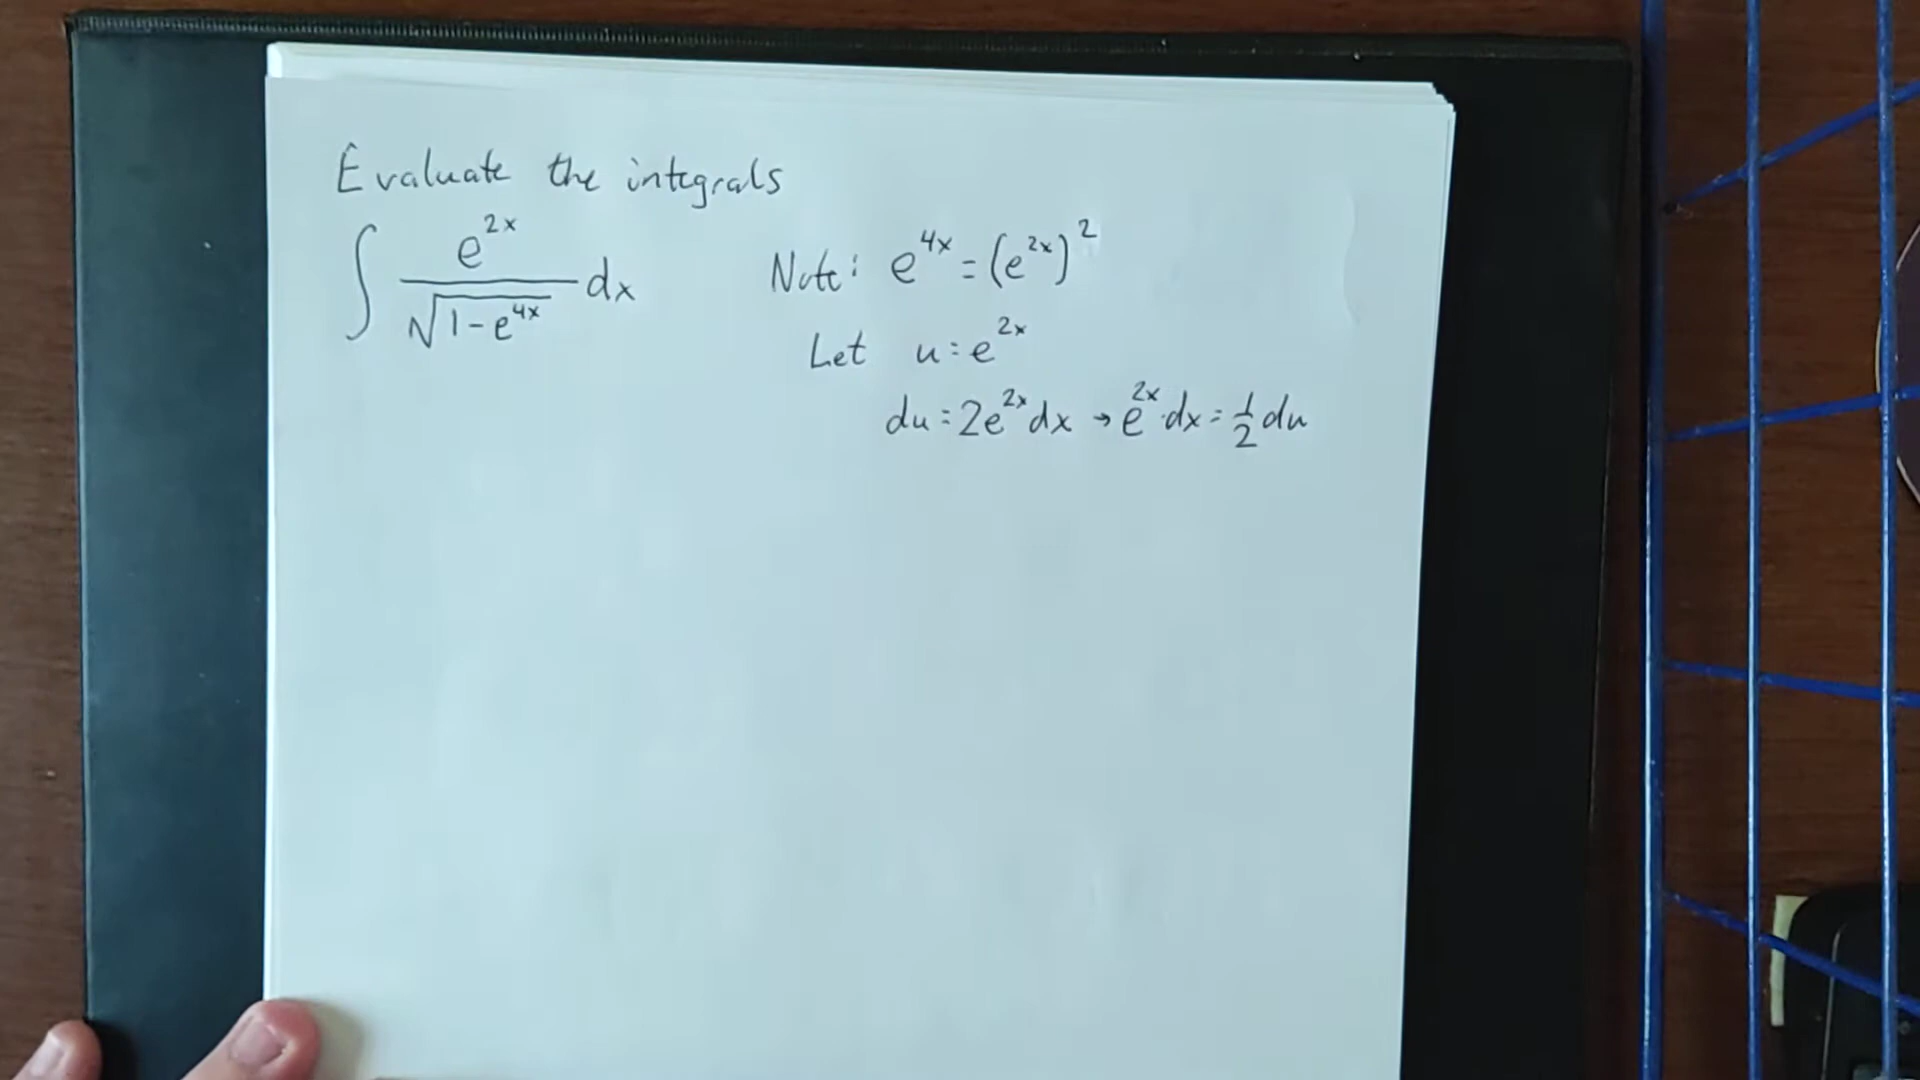 Evaluate the integrals
∫ e^{2x} / √(1-e^{4x}) dx
Note: e^{4x} = (e^{2x})^2
Let u = e^{2x}
du = 2e^{2x} dx → e^{2x} · dx = 1/2 du